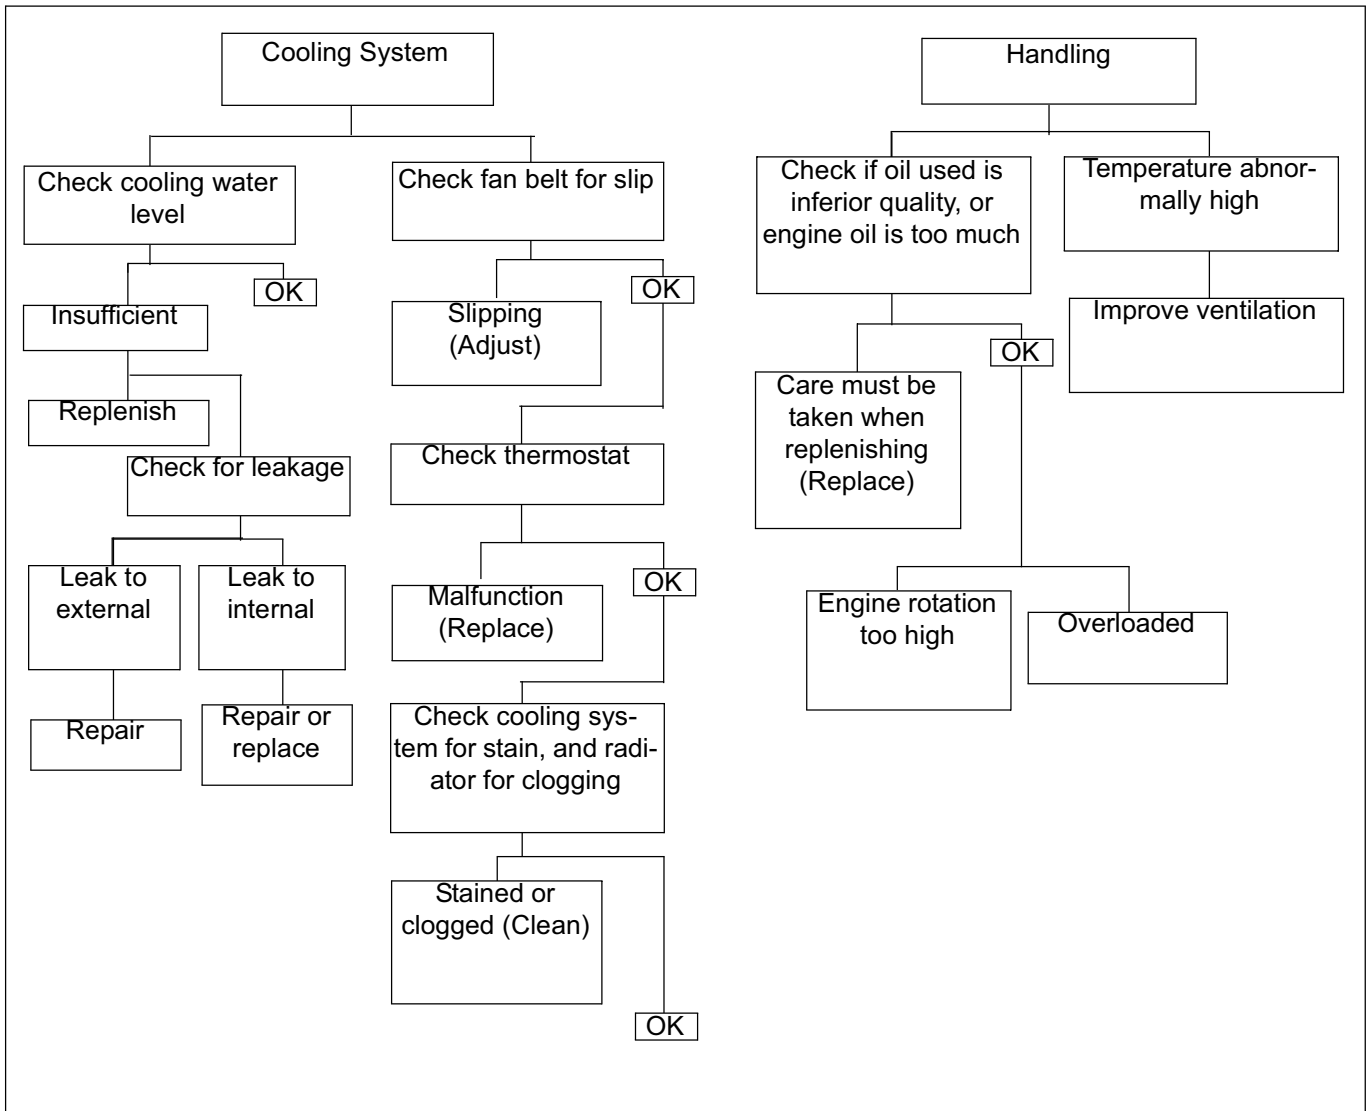 Cooling System
Check cooling water
level
OK
Insufficient
Replenish
Check for leakage
Leak to
external
Leak to
internal
Repair
Repair or
replace
Check fan belt for slip
OK
Slipping
(Adjust)
Check thermostat
OK
Malfunction
(Replace)
Check cooling sys-
tem for stain, and radi-
ator for clogging
Stained or
clogged (Clean)
OK
Handling
Check if oil used is
inferior quality, or
engine oil is too much
OK
Care must be
taken when
replenishing
(Replace)
Engine rotation
too high
Overloaded
Temperature abnor-
mally high
Improve ventilation